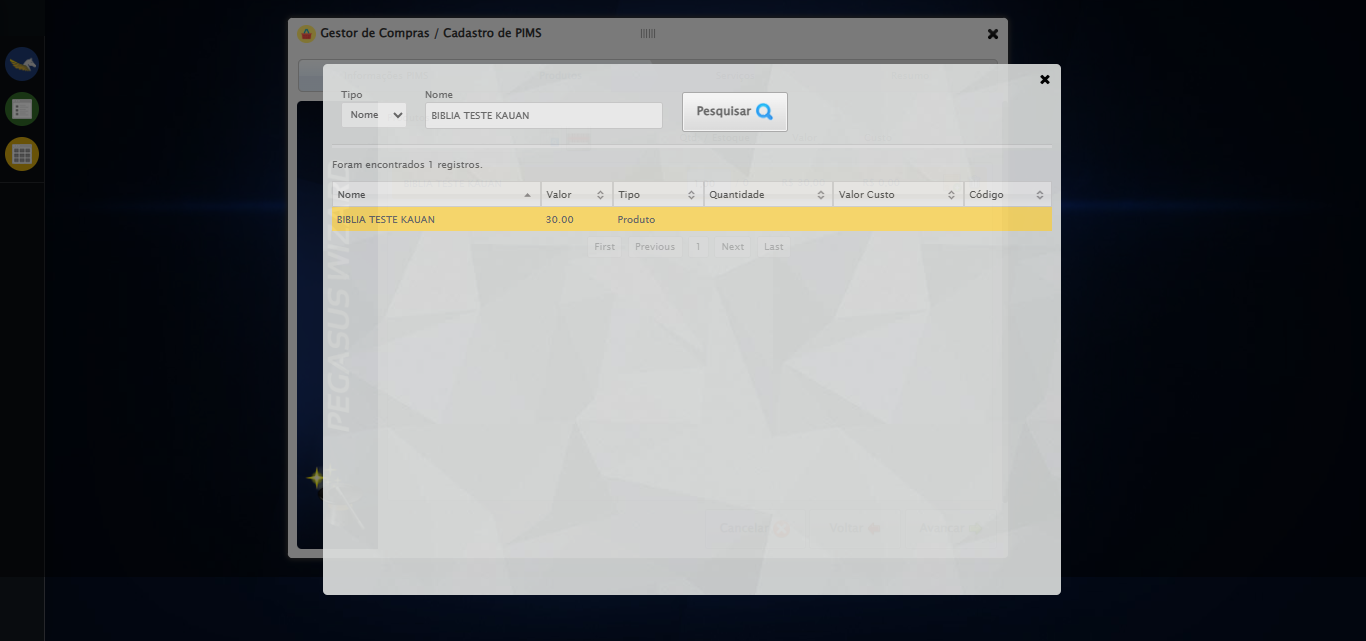 Gestor de Compras / Cadastro de PIMS
Tipo
Nome
Nome
BIBLIA TESTE KAUAN
Pesquisar
Foram encontrados 1 registros.
Nome Valor Tipo Quantidade Valor Custo Código
BIBLIA TESTE KAUAN 30.00 Produto
First Previous 1 Next Last
PEGASUS WIZARD
Cancelar Voltar Avançar